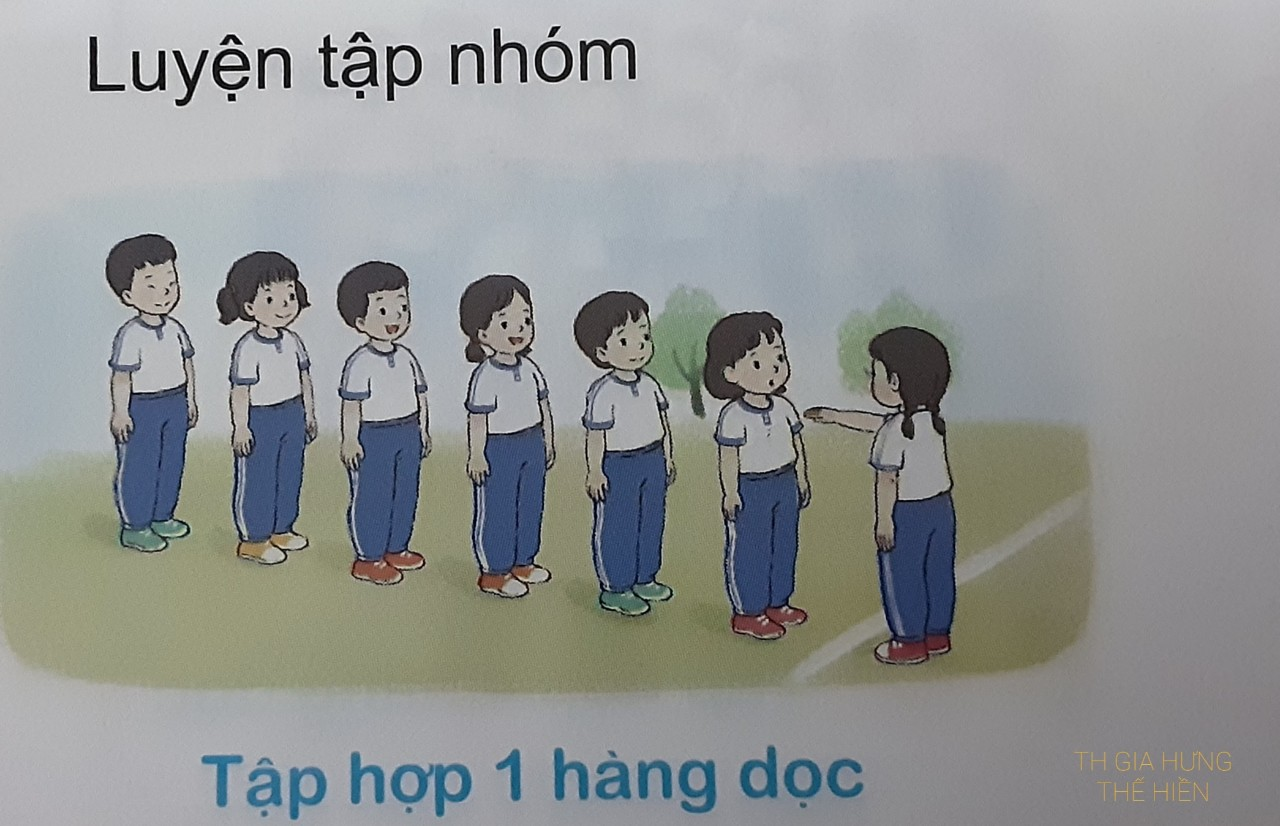 Luyện tập nhóm
Tập hợp 1 hàng dọc
TH GIA HƯNG
THẾ HIỀN